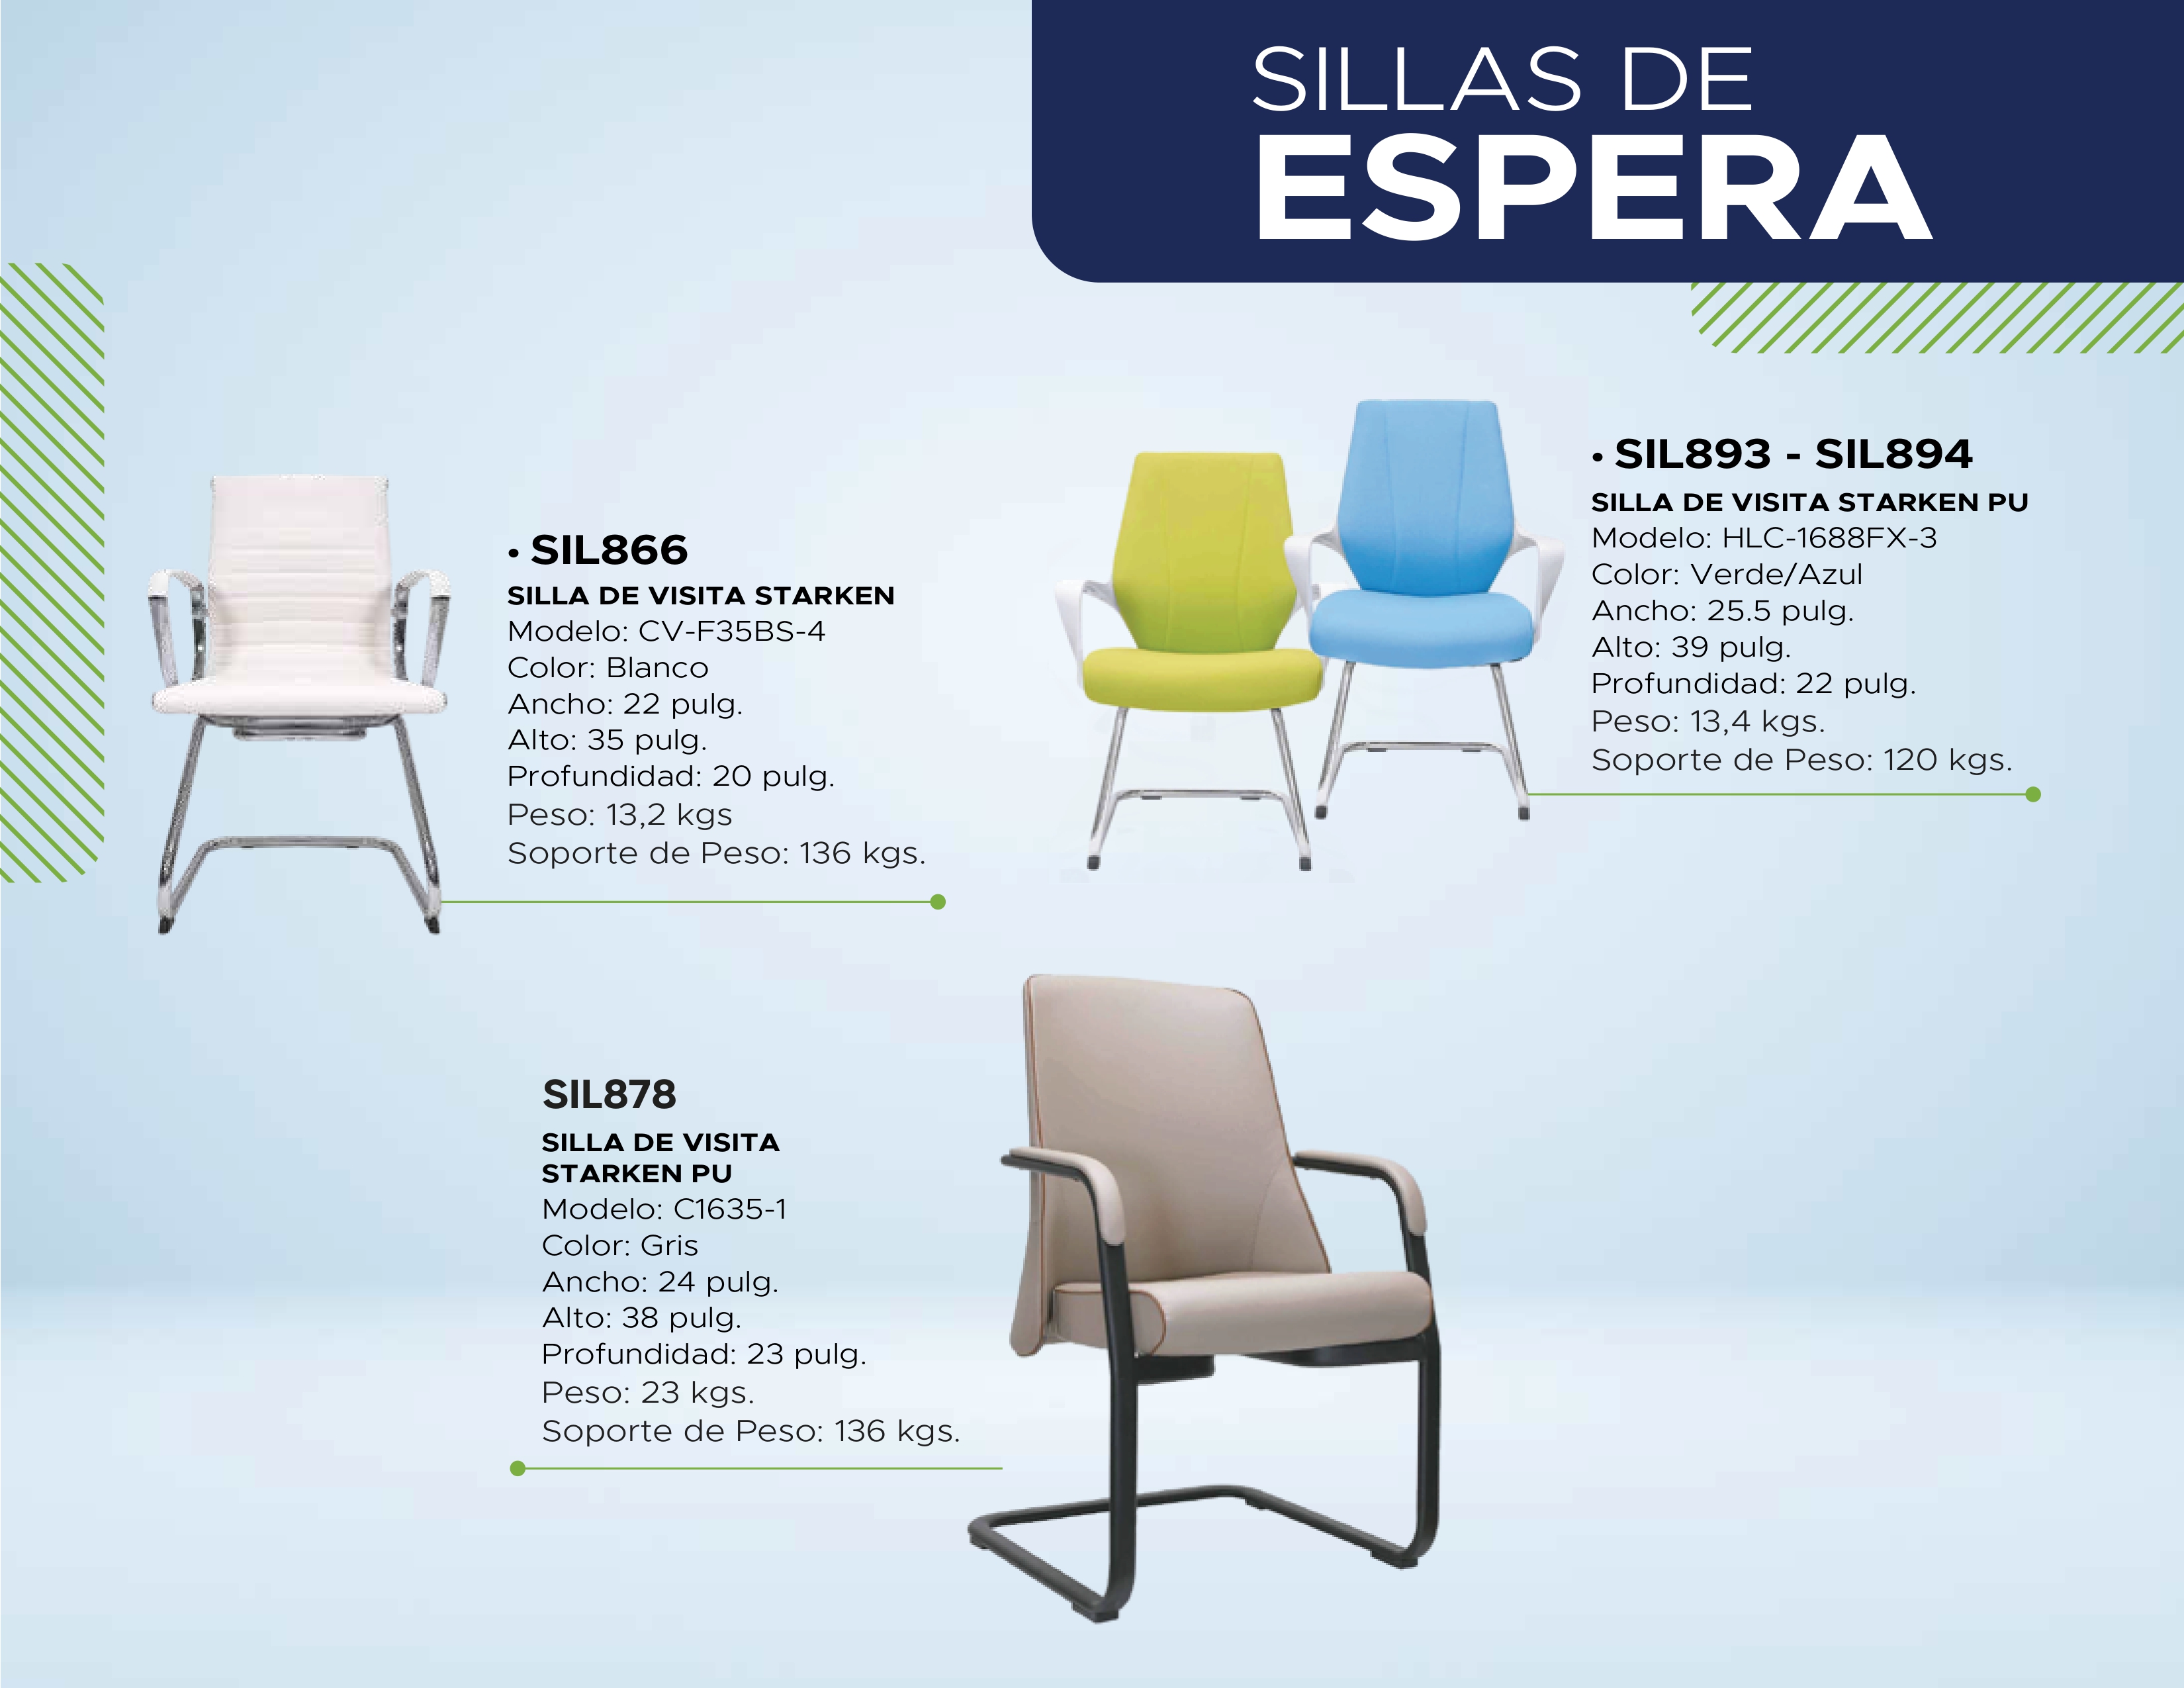 SILLAS DE
ESPERA
• SIL866
SILLA DE VISITA STARKEN
Modelo: CV-F35BS-4
Color: Blanco
Ancho: 22 pulg.
Alto: 35 pulg.
Profundidad: 20 pulg.
Peso: 13,2 kgs
Soporte de Peso: 136 kgs.
• SIL893 - SIL894
SILLA DE VISITA STARKEN PU
Modelo: HLC-1688FX-3
Color: Verde/Azul
Ancho: 25.5 pulg.
Alto: 39 pulg.
Profundidad: 22 pulg.
Peso: 13,4 kgs.
Soporte de Peso: 120 kgs.
SIL878
SILLA DE VISITA
STARKEN PU
Modelo: C1635-1
Color: Gris
Ancho: 24 pulg.
Alto: 38 pulg.
Profundidad: 23 pulg.
Peso: 23 kgs.
Soporte de Peso: 136 kgs.